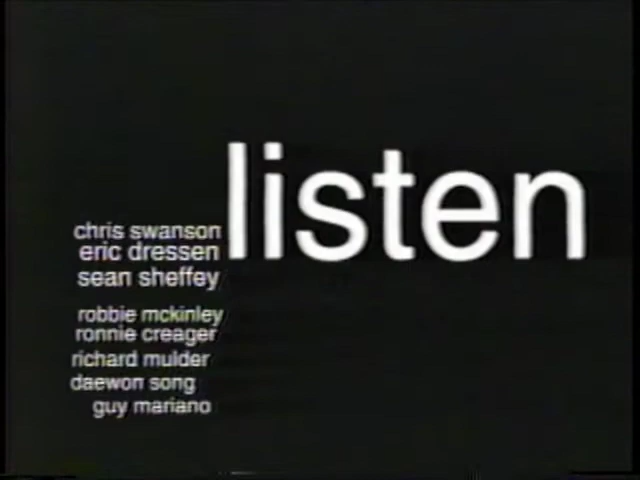 listen
chris swanson
eric dressen
sean sheffey
robbie mckinley
ronnie creager
richard mulder
daewon song
guy mariano